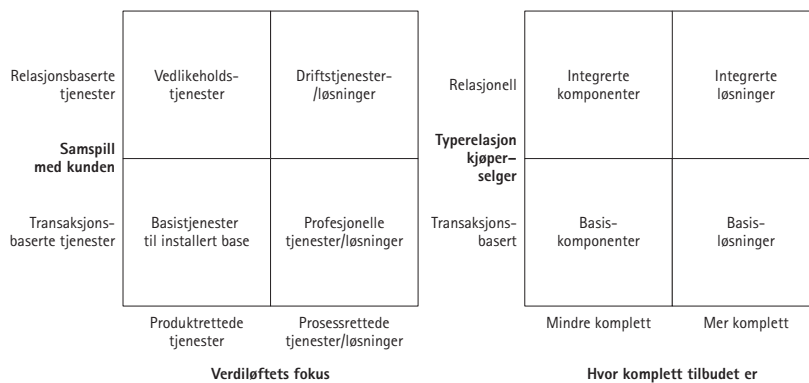 Relasjonsbaserte
tjenester
Vedlikeholds-
tjenester
Driftstjenester-
/løsninger
Samspill
med kunden
Transaksjons-
baserte tjenester
Basistjenester
til installert base
Profesjonelle
tjenester/løsninger
Produktrettede
tjenester
Prosessrettede
tjenester/løsninger
Verdiløftets fokus
Relasjonell
Integrerte
komponenter
Integrerte
løsninger
Typerelasjon
kjøper-
selger
Transaksjons-
basert
Basis-
komponenter
Basis-
løsninger
Mindre komplett
Mer komplett
Hvor komplett tilbudet er